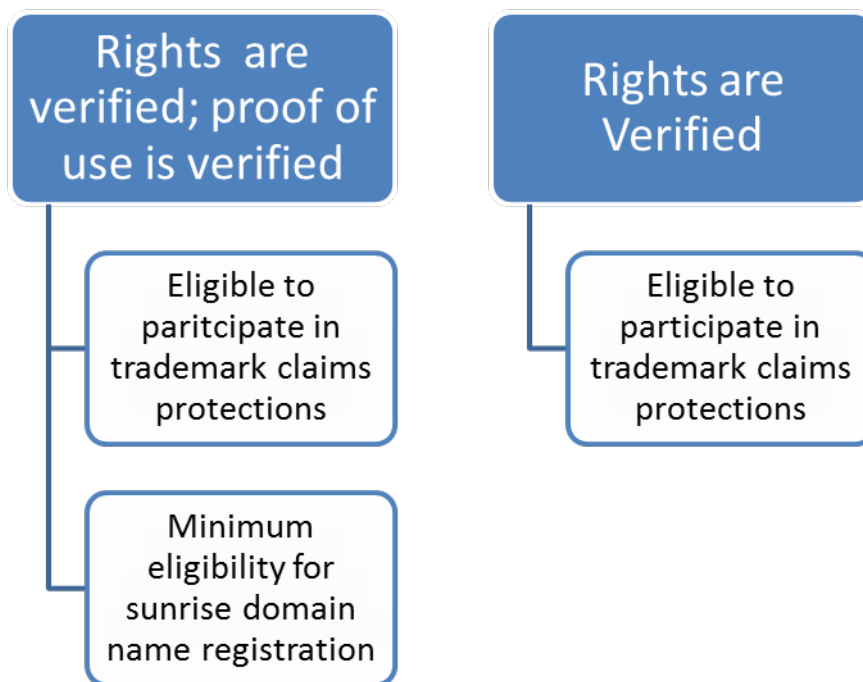 Rights are
verified; proof of
use is verified
Eligible to
paritcipate in
trademark claims
protections
Minimum
eligibility for
sunrise domain
name registration
Rights are
Verified
Eligible to
participate in
trademark claims
protections